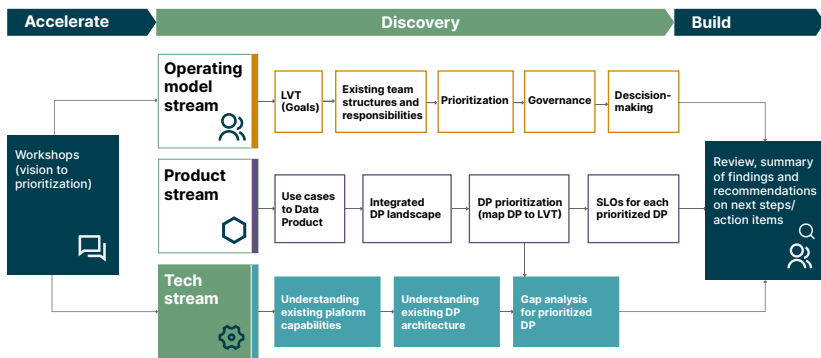 Accelerate
Discovery
Build
Operating
model
stream
LVT
(Goals)
Existing team
structures and
responsibilities
Prioritization
Governance
Descision-
making
Workshops
(vision to
prioritization)
Product
stream
Use cases
to Data
Product
Integrated
DP landscape
DP prioritization
(map DP to LVT)
SLOs for each
prioritized DP
Review, summary
of findings and
recommendations
on next steps/
action items
Tech
stream
Understanding
existing plaform
capabilities
Understanding
existing DP
architecture
Gap analysis
for prioritized
DP